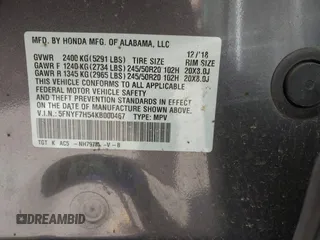 MFD. BY HONDA MFG. OF ALABAMA, LLC 12/18
GVWR 2400 KG(5291 LBS) TIRE SIZE RIM SIZE
GAWR F 1240 KG(2734 LBS) 245/50R20 102H 20X8.0J
GAWR R 1345 KG(2965 LBS) 245/50R20 102H 20X8.0J
THIS VEHICLE CONFORMS TO ALL APPLICABLE
FEDERAL MOTOR VEHICLE SAFETY STANDARDS
IN EFFECT ON THE DATE OF MANUFACTURE
SHOWN ABOVE.
V.I.N.: 5FNYF7H54KB000467 TYPE: MPV
TGT K AC5 -V-B
DREAMBID